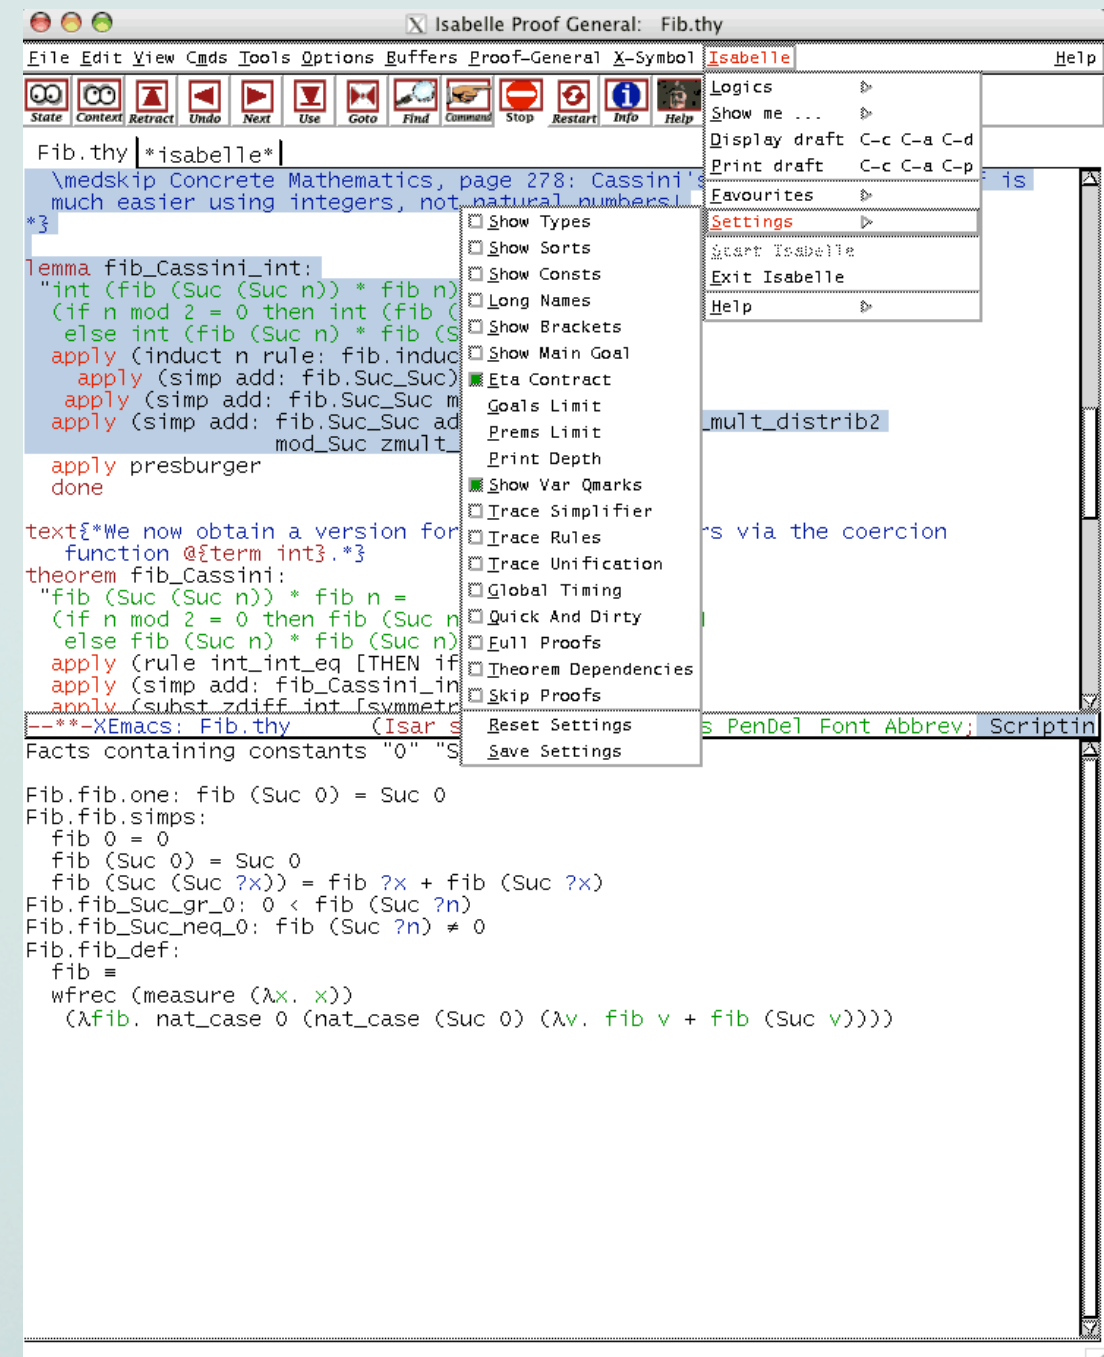 Isabelle Proof General: Fib.thy
File Edit View Cmds Tools Options Buffers Proof-General X-Symbol Isabelle Help
State Context Retract Undo Next Use Goto Find Command Stop Restart Info Help
Logics
Show me ...
Display draft C-c C-a C-d
Print draft C-c C-a C-p
Favourites
Settings
Start Isabelle
Exit Isabelle
Help
Fib.thy *isabelle*
\medskip Concrete Mathematics, page 278: Cassini's is
much easier using integers, not natural numbers!
*}
lemma fib_Cassini_int:
"int (fib (Suc (Suc n)) * fib n)
(if n mod 2 = 0 then int (fib (
else int (fib (Suc n) * fib (S
apply (induct n rule: fib.induc
apply (simp add: fib.Suc_Suc)
apply (simp add: fib.Suc_Suc m
apply (simp add: fib.Suc_Suc ad _mult_distrib2
mod_Suc zmult_
apply presburger
done
text{*We now obtain a version for rs via the coercion
function @{term int}.*}
theorem fib_Cassini:
"fib (Suc (Suc n)) * fib n =
(if n mod 2 = 0 then fib (Suc n
else fib (Suc n) * fib (Suc n)
apply (rule int_int_eq [THEN if
apply (simp add: fib_Cassini_in
apply (subst zdiff_int [symmetr
Show Types
Show Sorts
Show Consts
Long Names
Show Brackets
Show Main Goal
Eta Contract
Goals Limit
Prems Limit
Print Depth
Show Var Qmarks
Trace Simplifier
Trace Rules
Trace Unification
Global Timing
Quick And Dirty
Full Proofs
Theorem Dependencies
Skip Proofs
Reset Settings
Save Settings
--**-XEmacs: Fib.thy (Isar s s PenDel Font Abbrev; Scriptin
Facts containing constants "0" "S
Fib.fib.one: fib (Suc 0) = Suc 0
Fib.fib.simps:
fib 0 = 0
fib (Suc 0) = Suc 0
fib (Suc (Suc ?x)) = fib ?x + fib (Suc ?x)
Fib.fib_Suc_gr_0: 0 < fib (Suc ?n)
Fib.fib_Suc_neq_0: fib (Suc ?n) ≠ 0
Fib.fib_def:
fib ≡
wfrec (measure (λx. x))
(λfib. nat_case 0 (nat_case (Suc 0) (λv. fib v + fib (Suc v))))